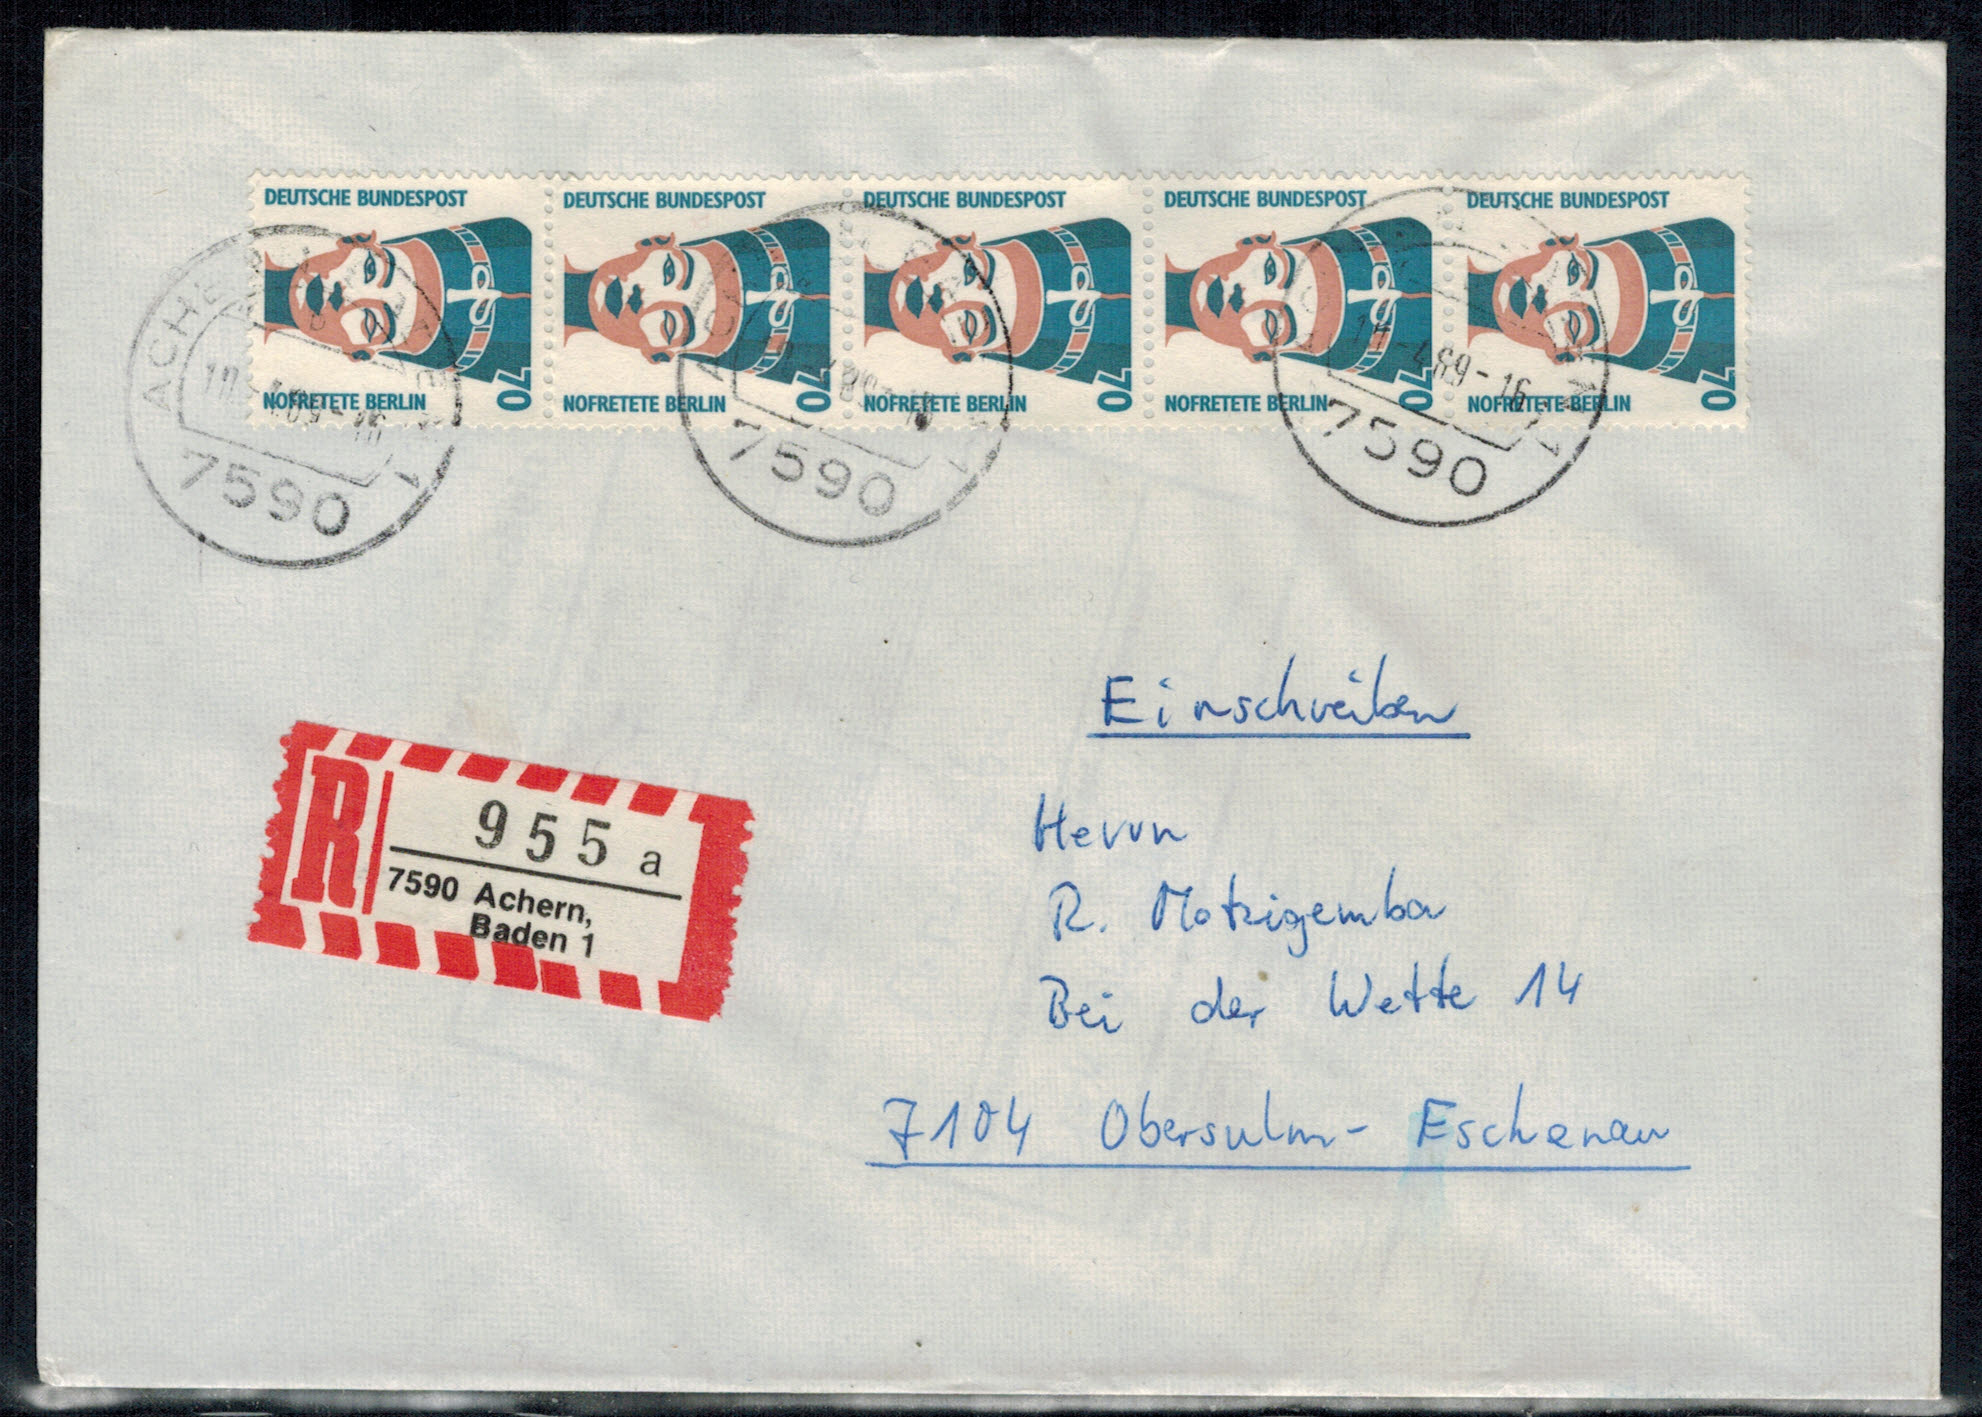 DEUTSCHE BUNDESPOST DEUTSCHE BUNDESPOST DEUTSCHE BUNDESPOST DEUTSCHE BUNDESPOST DEUTSCHE BUNDESPOST
70 70 70 70 70
NOFRETETE BERLIN NOFRETETE BERLIN NOFRETETE BERLIN NOFRETETE BERLIN NOFRETETE BERLIN
7590 7590 7590
Einschreiben
R 955 a
7590 Achern,
Baden 1
Herrn
R. Motzigemba
Bei der Wette 14
7104 Obersulm-Eschenau